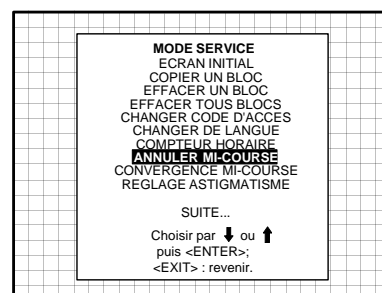 MODE SERVICE
ECRAN INITIAL
COPIER UN BLOC
EFFACER UN BLOC
EFFACER TOUS BLOCS
CHANGER CODE D'ACCES
CHANGER DE LANGUE
COMPTEUR HORAIRE
ANNULER MI-COURSE
CONVERGENCE MI-COURSE
REGLAGE ASTIGMATISME
SUITE...
Choisir par ⬇ ou ⬆
puis <ENTER>;
<EXIT> : revenir.